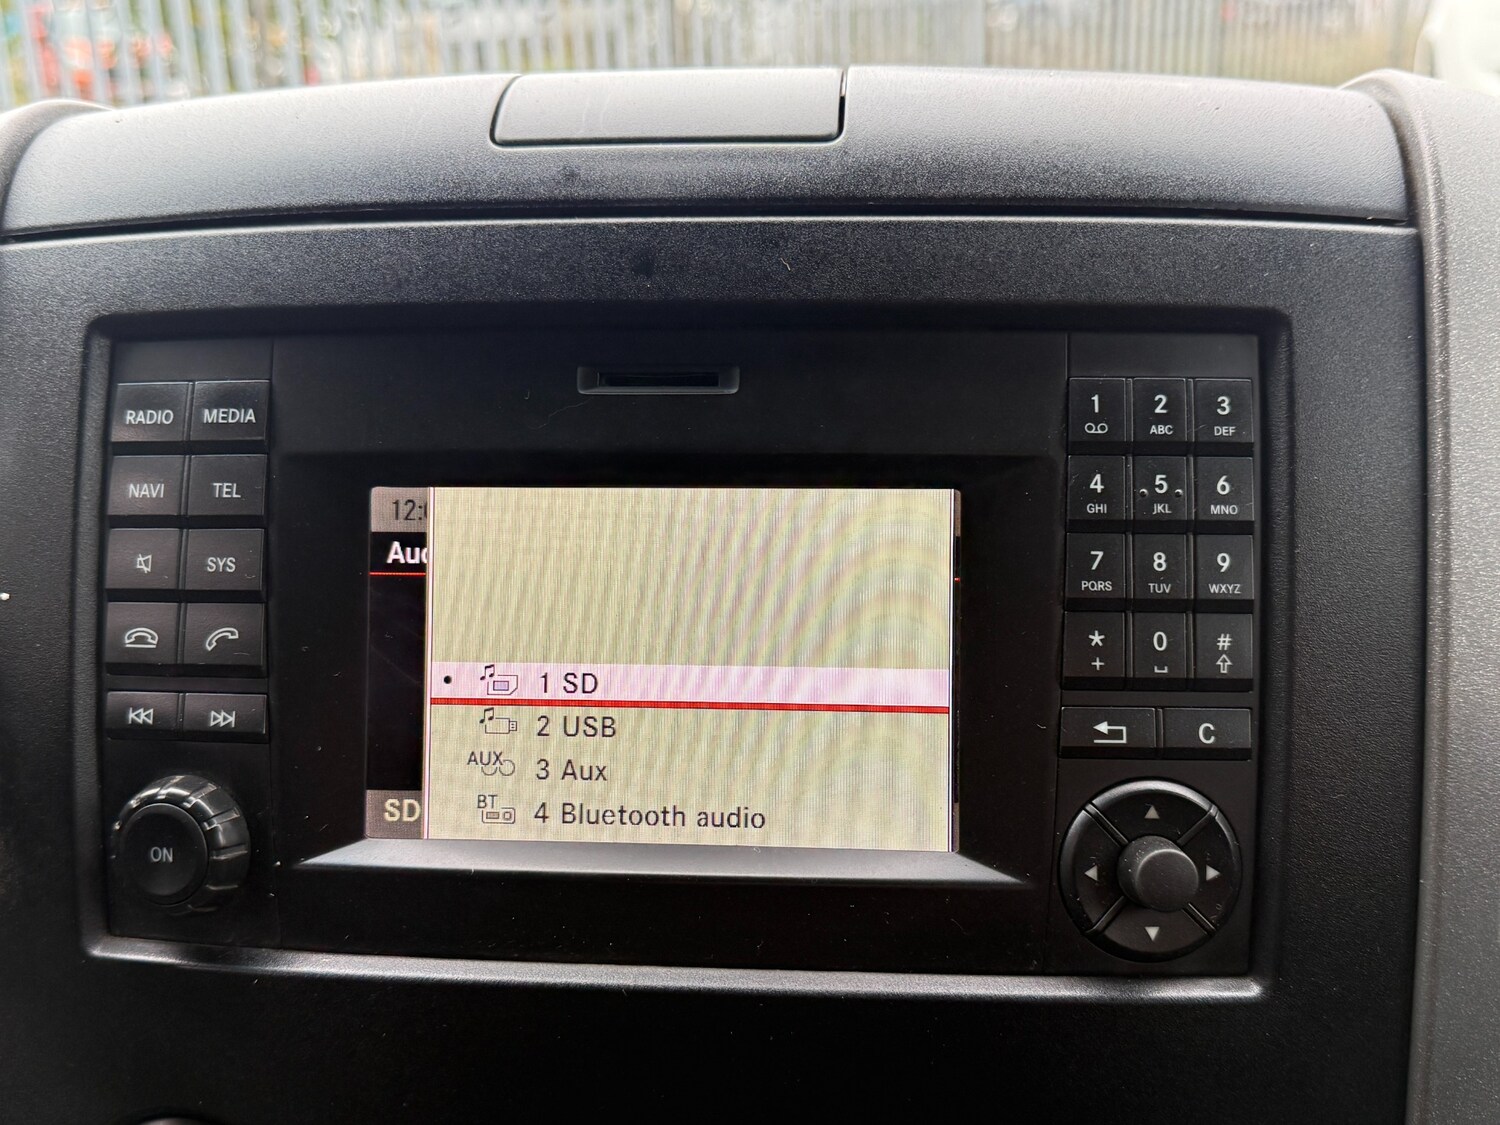 RADIO MEDIA
NAVI TEL
SYS
ON
12:
Aud
1 SD
2 USB
AUX 3 Aux
BT 4 Bluetooth audio
SD
1 2 ABC 3 DEF
4 GHI 5 JKL 6 MNO
7 PQRS 8 TUV 9 WXYZ
* + 0 #
C